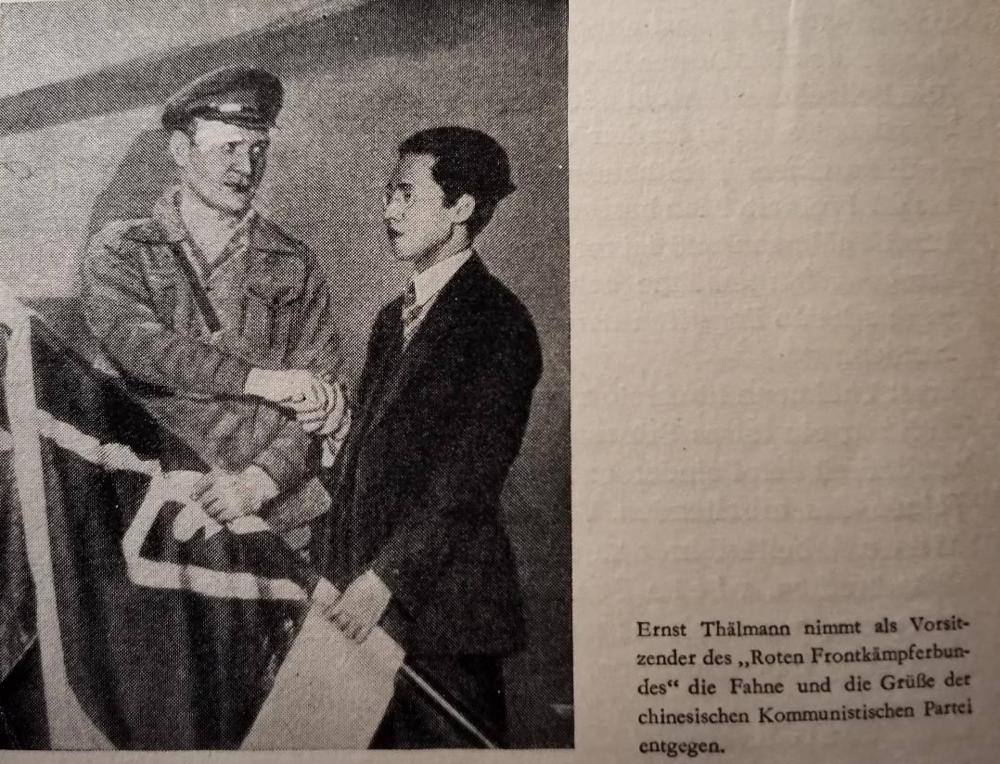 Ernst Thälmann nimmt als Vorsit-
zender des „Roten Frontkämpferbun-
des“ die Fahne und die Grüße der
chinesischen Kommunistischen Partei
entgegen.